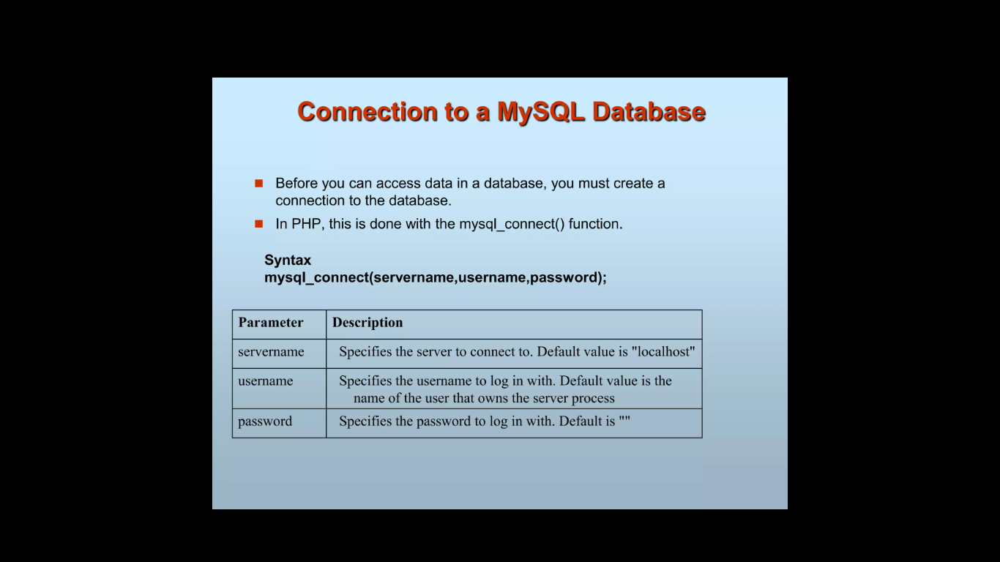 Connection to a MySQL Database
Before you can access data in a database, you must create a
connection to the database.
In PHP, this is done with the mysql_connect() function.
Syntax
mysql_connect(servername,username,password);
Parameter Description
servername Specifies the server to connect to. Default value is "localhost"
username Specifies the username to log in with. Default value is the
name of the user that owns the server process
password Specifies the password to log in with. Default is ""